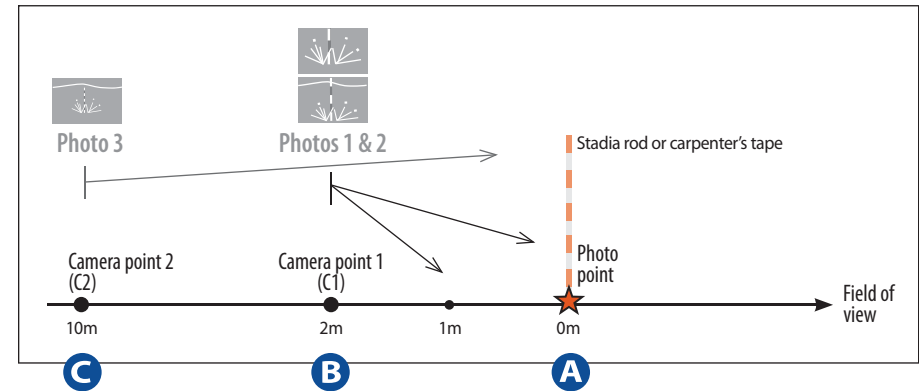 Photo 3
Photos 1 & 2
Stadia rod or carpenter’s tape
Camera point 2
(C2)
Camera point 1
(C1)
Photo
point
Field of
view
10m
2m
1m
0m
C
B
A